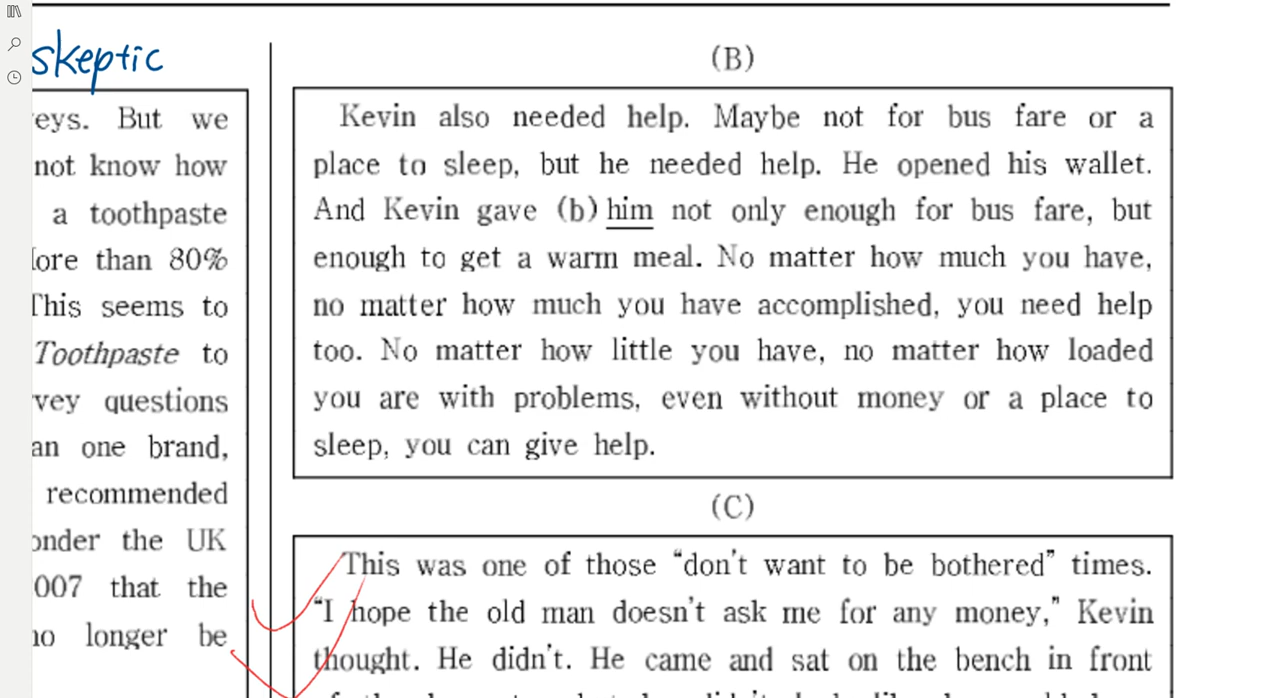 skeptic
eys. But we
not know how
a toothpaste
ore than 80%
This seems to
Toothpaste to
vey questions
an one brand,
recommended
onder the UK
007 that the
no longer be
(B)
Kevin also needed help. Maybe not for bus fare or a
place to sleep, but he needed help. He opened his wallet.
And Kevin gave (b) him not only enough for bus fare, but
enough to get a warm meal. No matter how much you have,
no matter how much you have accomplished, you need help
too. No matter how little you have, no matter how loaded
you are with problems, even without money or a place to
sleep, you can give help.
(C)
This was one of those “don't want to be bothered” times.
“I hope the old man doesn't ask me for any money,” Kevin
thought. He didn't. He came and sat on the bench in front